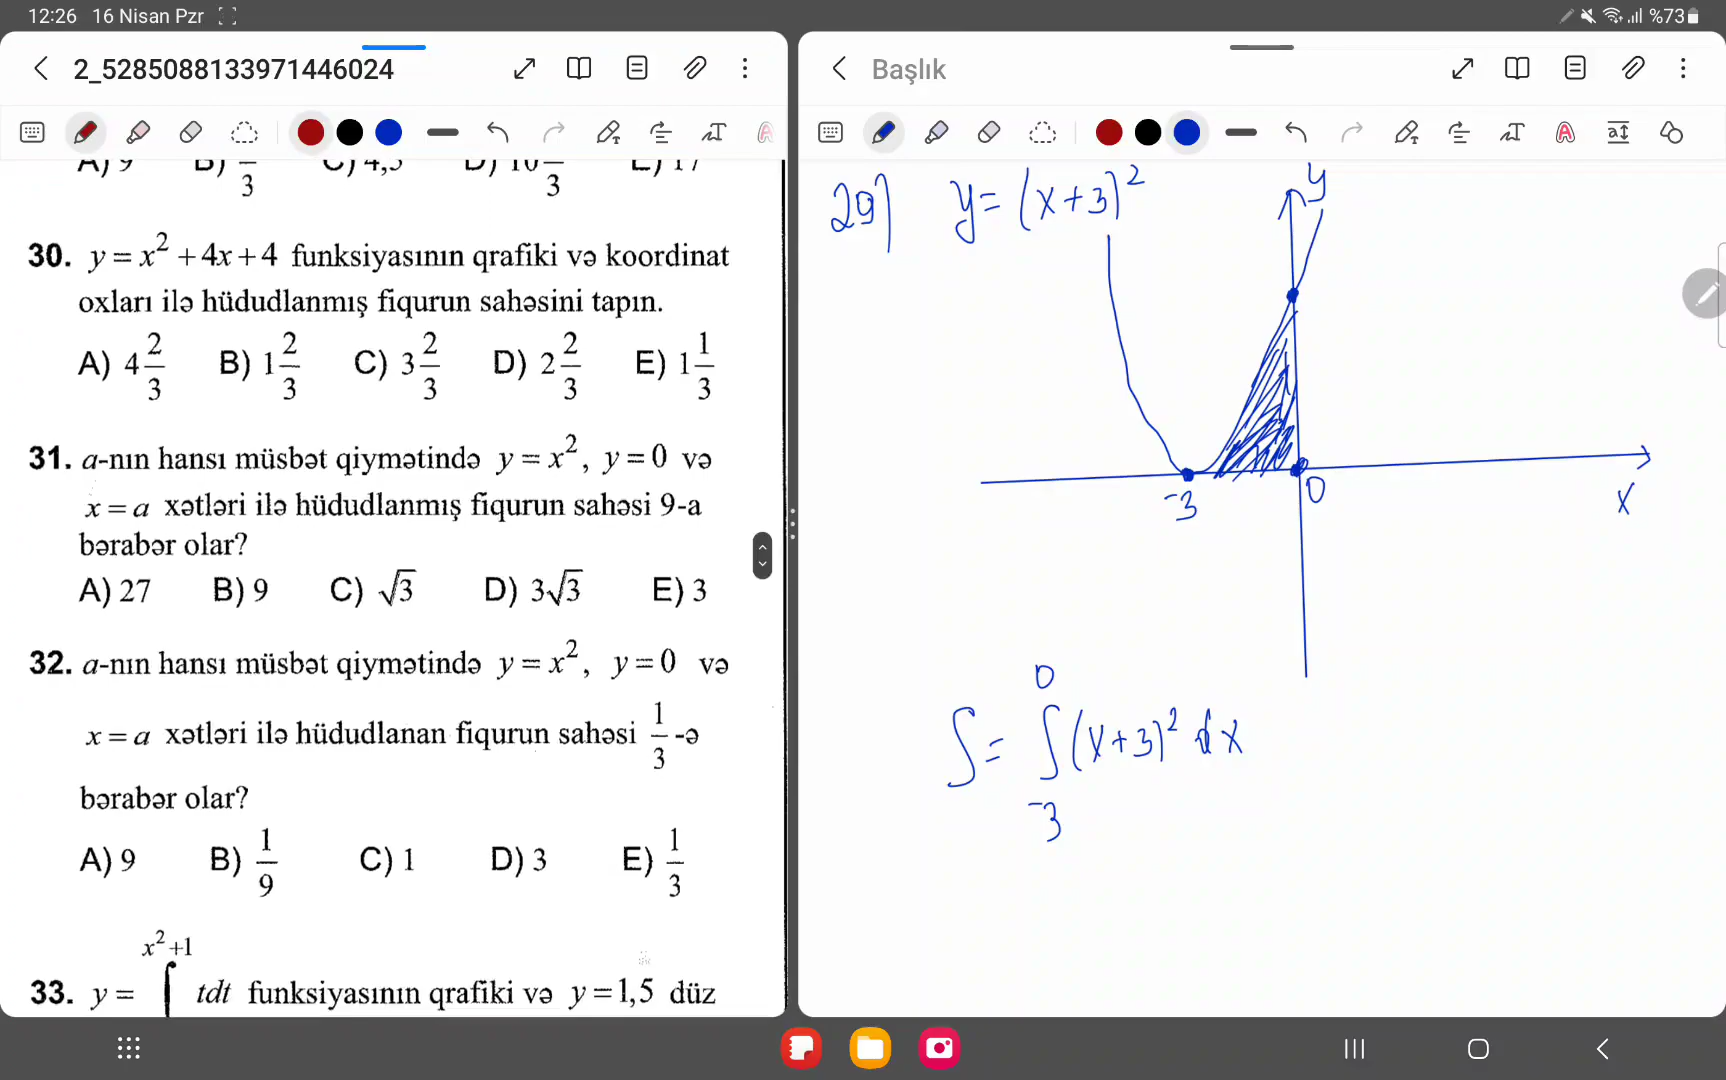 12:26 16 Nisan Pzr %73
2_5285088133971446024
30. y = x² + 4x + 4 funksiyasının qrafiki və koordinat
oxları ilə hüdudlanmış fiqurun sahəsini tapın.
A) 4 2/3 B) 1 2/3 C) 3 2/3 D) 2 2/3 E) 1 1/3
31. a-nın hansı müsbət qiymətində y = x², y = 0 və
x = a xətləri ilə hüdudlanmış fiqurun sahəsi 9-a
bərabər olar?
A) 27 B) 9 C) √3 D) 3√3 E) 3
32. a-nın hansı müsbət qiymətində y = x², y = 0 və
x = a xətləri ilə hüdudlanan fiqurun sahəsi 1/3 -ə
bərabər olar?
A) 9 B) 1/9 C) 1 D) 3 E) 1/3
33. y = ∫^(x²+1) tdt funksiyasının qrafiki və y = 1,5 düz
Başlık
29) y = (x+3)²
y
-3 0 x
S = ∫_{-3}^{0} (x+3)² dx